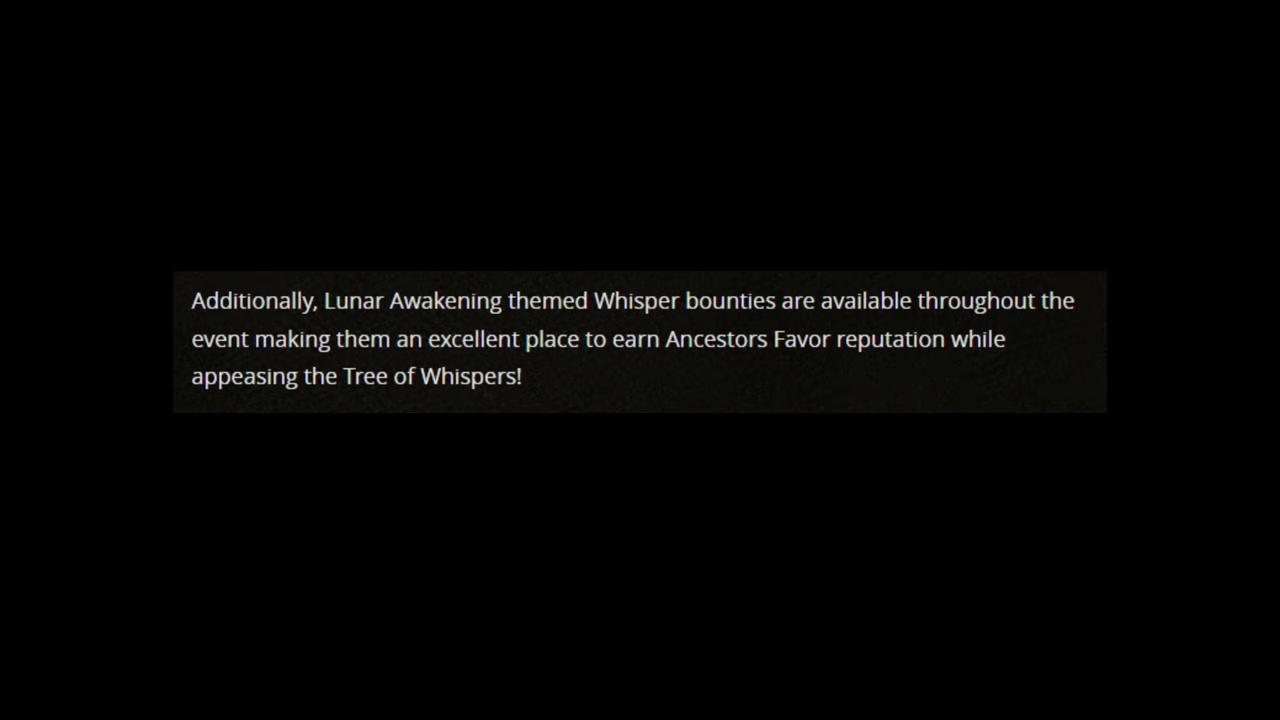 Additionally, Lunar Awakening themed Whisper bounties are available throughout the
event making them an excellent place to earn Ancestors Favor reputation while
appeasing the Tree of Whispers!